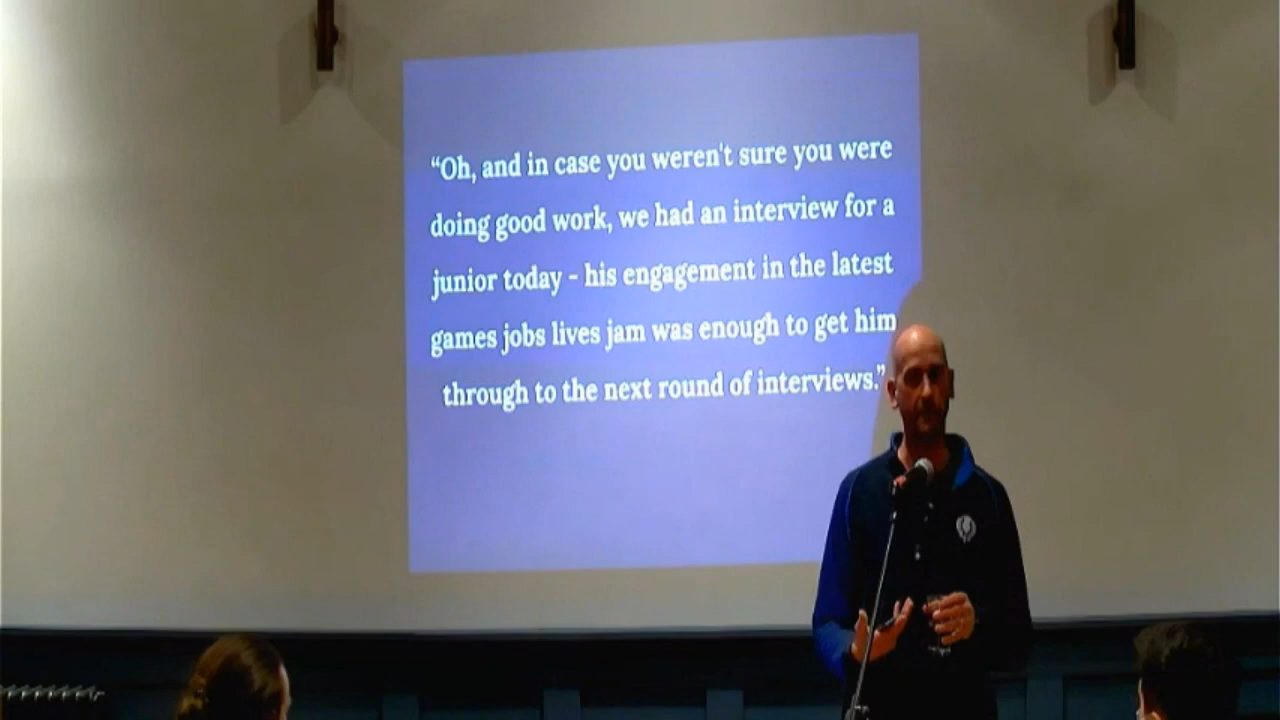 “Oh, and in case you weren't sure you were
doing good work, we had an interview for a
junior today - his engagement in the latest
games jobs lives jam was enough to get him
through to the next round of interviews.”